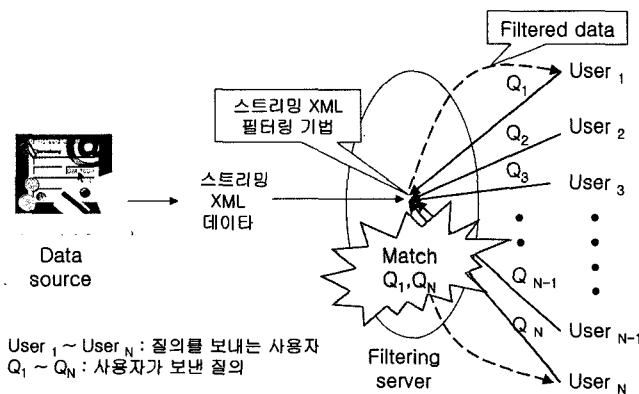 Filtered data
User 1
Q1
스트리밍 XML
필터링 기법
Q2
User 2
Q3
User 3
스트리밍
XML
데이타
Data
source
Match
Q1,QN
QN-1
QN
User N-1
User N
Filtering
server
User 1 ~ User N : 질의를 보내는 사용자
Q1 ~ QN : 사용자가 보낸 질의